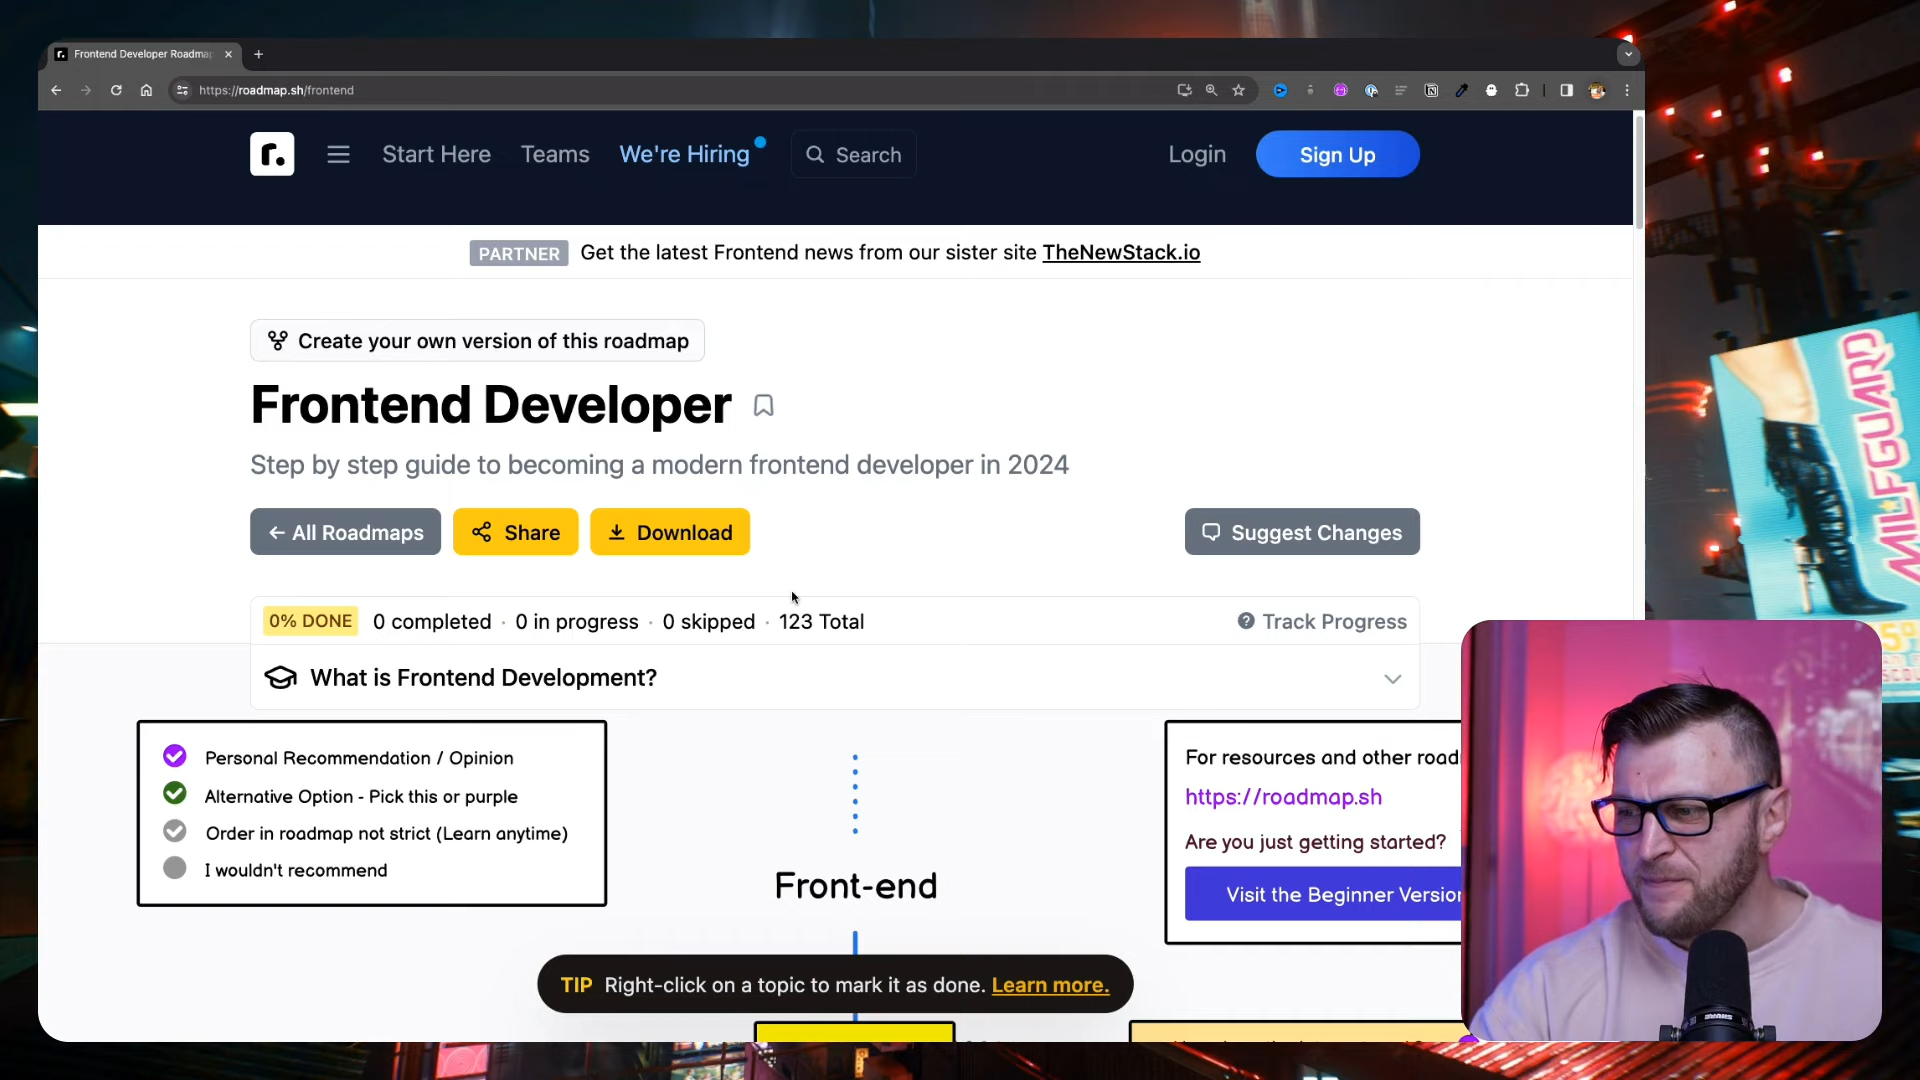 Frontend Developer Roadma
https://roadmap.sh/frontend
r.
Start Here
Teams
We're Hiring
Search
Login
Sign Up
PARTNER Get the latest Frontend news from our sister site TheNewStack.io
Create your own version of this roadmap
Frontend Developer
Step by step guide to becoming a modern frontend developer in 2024
← All Roadmaps
Share
Download
Suggest Changes
0% DONE 0 completed · 0 in progress · 0 skipped · 123 Total
Track Progress
What is Frontend Development?
Personal Recommendation / Opinion
Alternative Option - Pick this or purple
Order in roadmap not strict (Learn anytime)
I wouldn't recommend
Front-end
For resources and other road
https://roadmap.sh
Are you just getting started?
Visit the Beginner Version
TIP Right-click on a topic to mark it as done. Learn more.
MILFGUARD